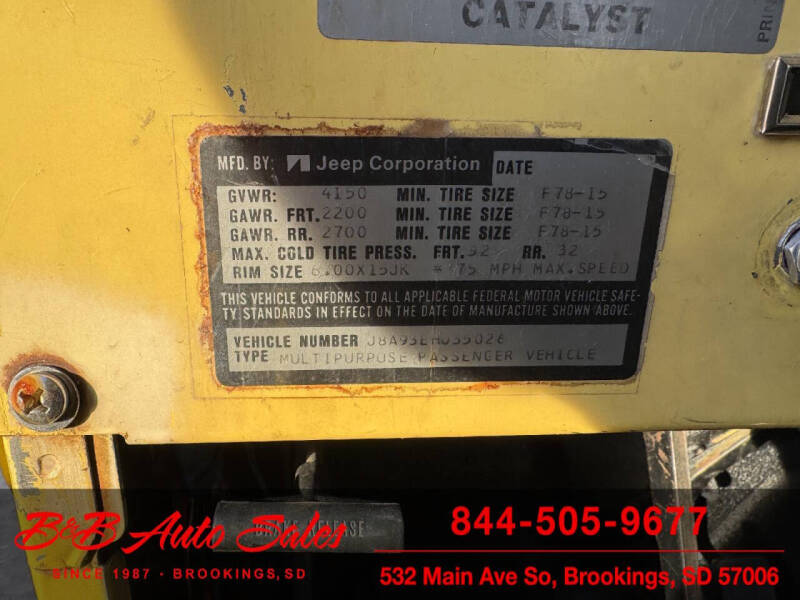 CATALYST
MFD. BY: Jeep Corporation DATE
GVWR: 4150 MIN. TIRE SIZE F78-15
GAWR. FRT. 2200 MIN. TIRE SIZE F78-15
GAWR. RR. 2700 MIN. TIRE SIZE F78-15
MAX. COLD TIRE PRESS. FRT. 32 RR. 32
RIM SIZE 6.00X15JK MPH MAX.SPEED
THIS VEHICLE CONFORMS TO ALL APPLICABLE FEDERAL MOTOR VEHICLE SAFE-
TY STANDARDS IN EFFECT ON THE DATE OF MANUFACTURE SHOWN ABOVE.
VEHICLE NUMBER
TYPE MULTIPURPOSE PASSENGER VEHICLE
BRAKE RELEASE
B&B Auto Sales
SINCE 1987 · BROOKINGS, SD
844-505-9677
532 Main Ave So, Brookings, SD 57006